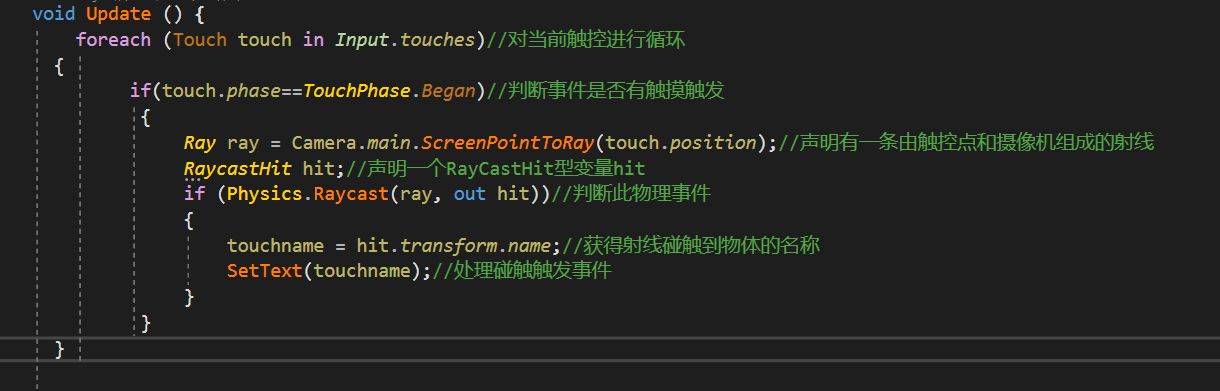 void Update () {
foreach (Touch touch in Input.touches)//对当前触控进行循环
{
if(touch.phase==TouchPhase.Began)//判断事件是否有触摸触发
{
Ray ray = Camera.main.ScreenPointToRay(touch.position);//声明有一条由触控点和摄像机组成的射线
RaycastHit hit;//声明一个RayCastHit型变量hit
if (Physics.Raycast(ray, out hit))//判断此物理事件
{
touchname = hit.transform.name;//获得射线碰触到物体的名称
SetText(touchname);//处理碰触触发事件
}
}
}